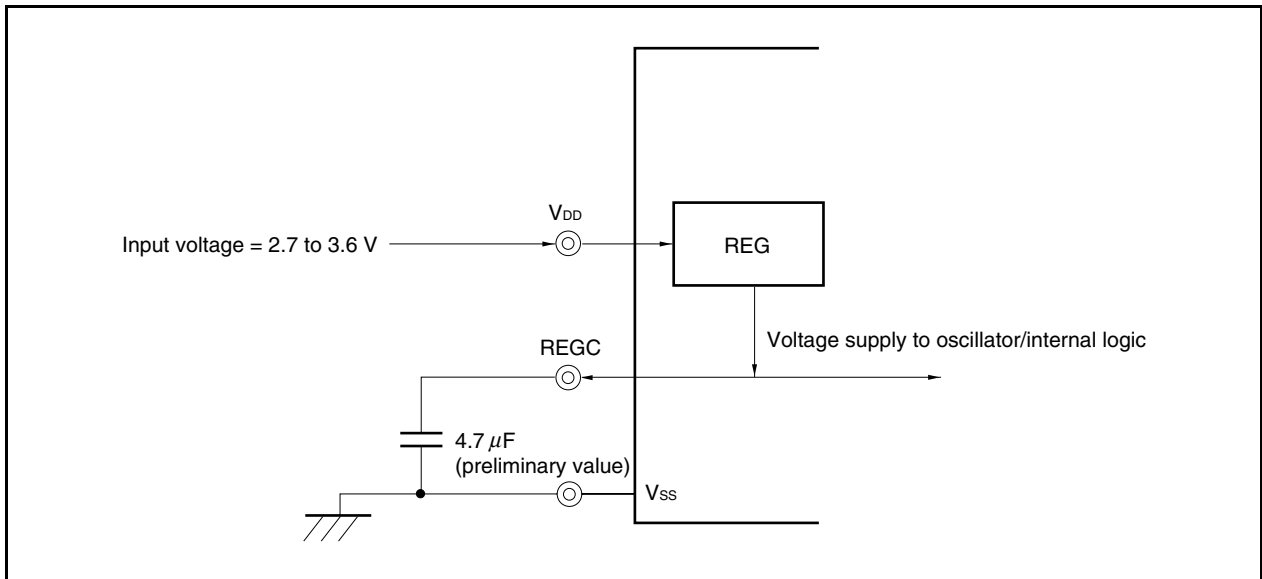 VDD
Input voltage = 2.7 to 3.6 V
REG
Voltage supply to oscillator/internal logic
REGC
4.7 μF
(preliminary value)
VSS